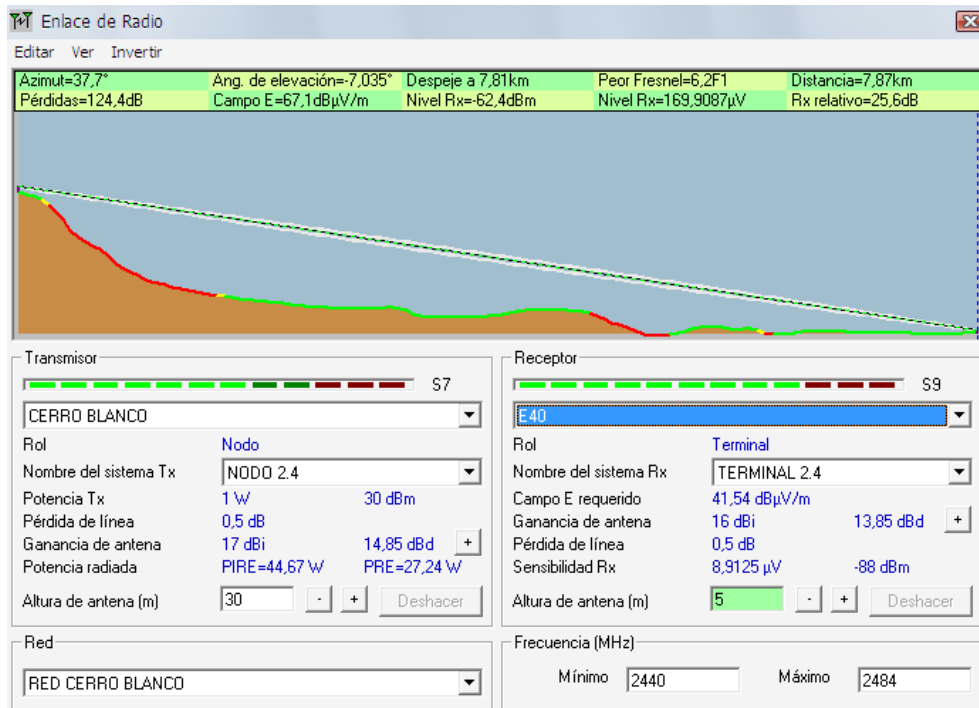 Enlace de Radio
Editar Ver Invertir
Azimut=37,7° Ang. de elevación=-7,035° Despeje a 7,81km Peor Fresnel=6,2F1 Distancia=7,87km
Pérdidas=124,4dB Campo E=67,1dBµV/m Nivel Rx=-62,4dBm Nivel Rx=169,9087µV Rx relativo=25,6dB
Transmisor
S7
CERRO BLANCO
Rol Nodo
Nombre del sistema Tx NODO 2.4
Potencia Tx 1 W 30 dBm
Pérdida de línea 0,5 dB
Ganancia de antena 17 dBi 14,85 dBd +
Potencia radiada PIRE=44,67 W PRE=27,24 W
Altura de antena (m) 30 - + Deshacer
Red
RED CERRO BLANCO
Receptor
S9
E40
Rol Terminal
Nombre del sistema Rx TERMINAL 2.4
Campo E requerido 41,54 dBµV/m
Ganancia de antena 16 dBi 13,85 dBd +
Pérdida de línea 0,5 dB
Sensibilidad Rx 8,9125 µV -88 dBm
Altura de antena (m) 5 - + Deshacer
Frecuencia (MHz)
Mínimo 2440 Máximo 2484